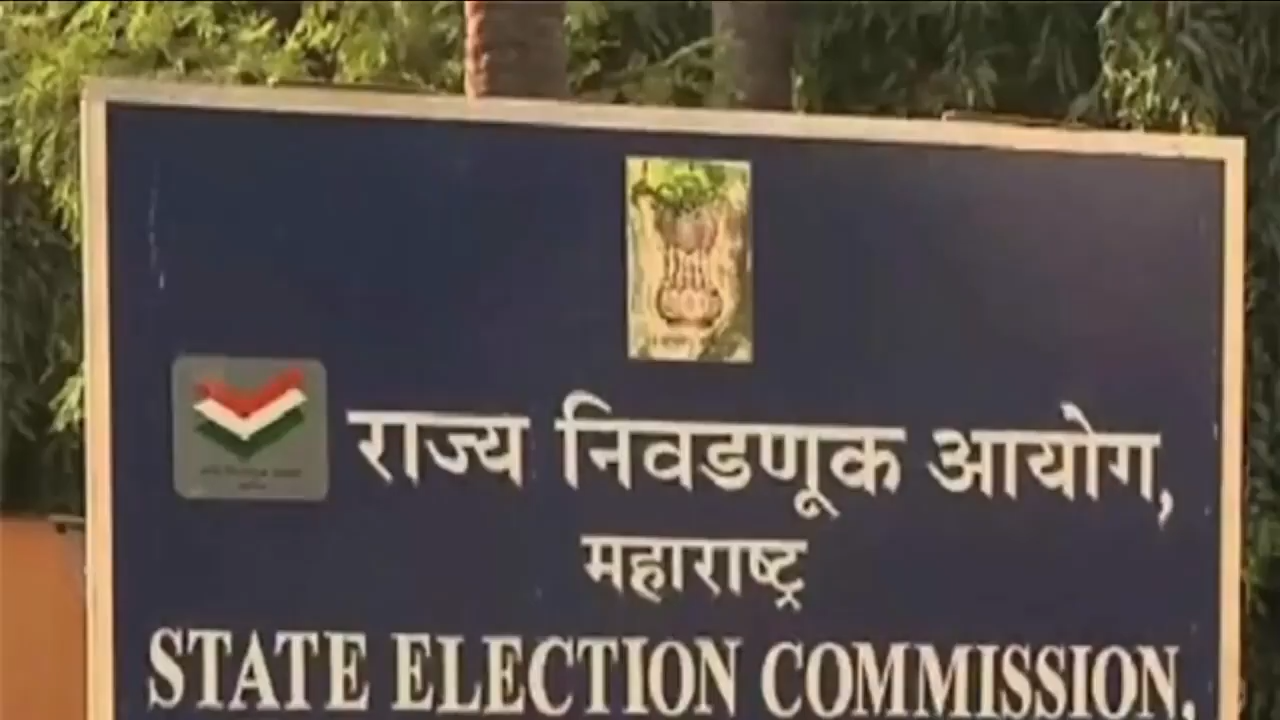 राज्य निवडणूक आयोग,
महाराष्ट्र
STATE ELECTION COMMISSION,